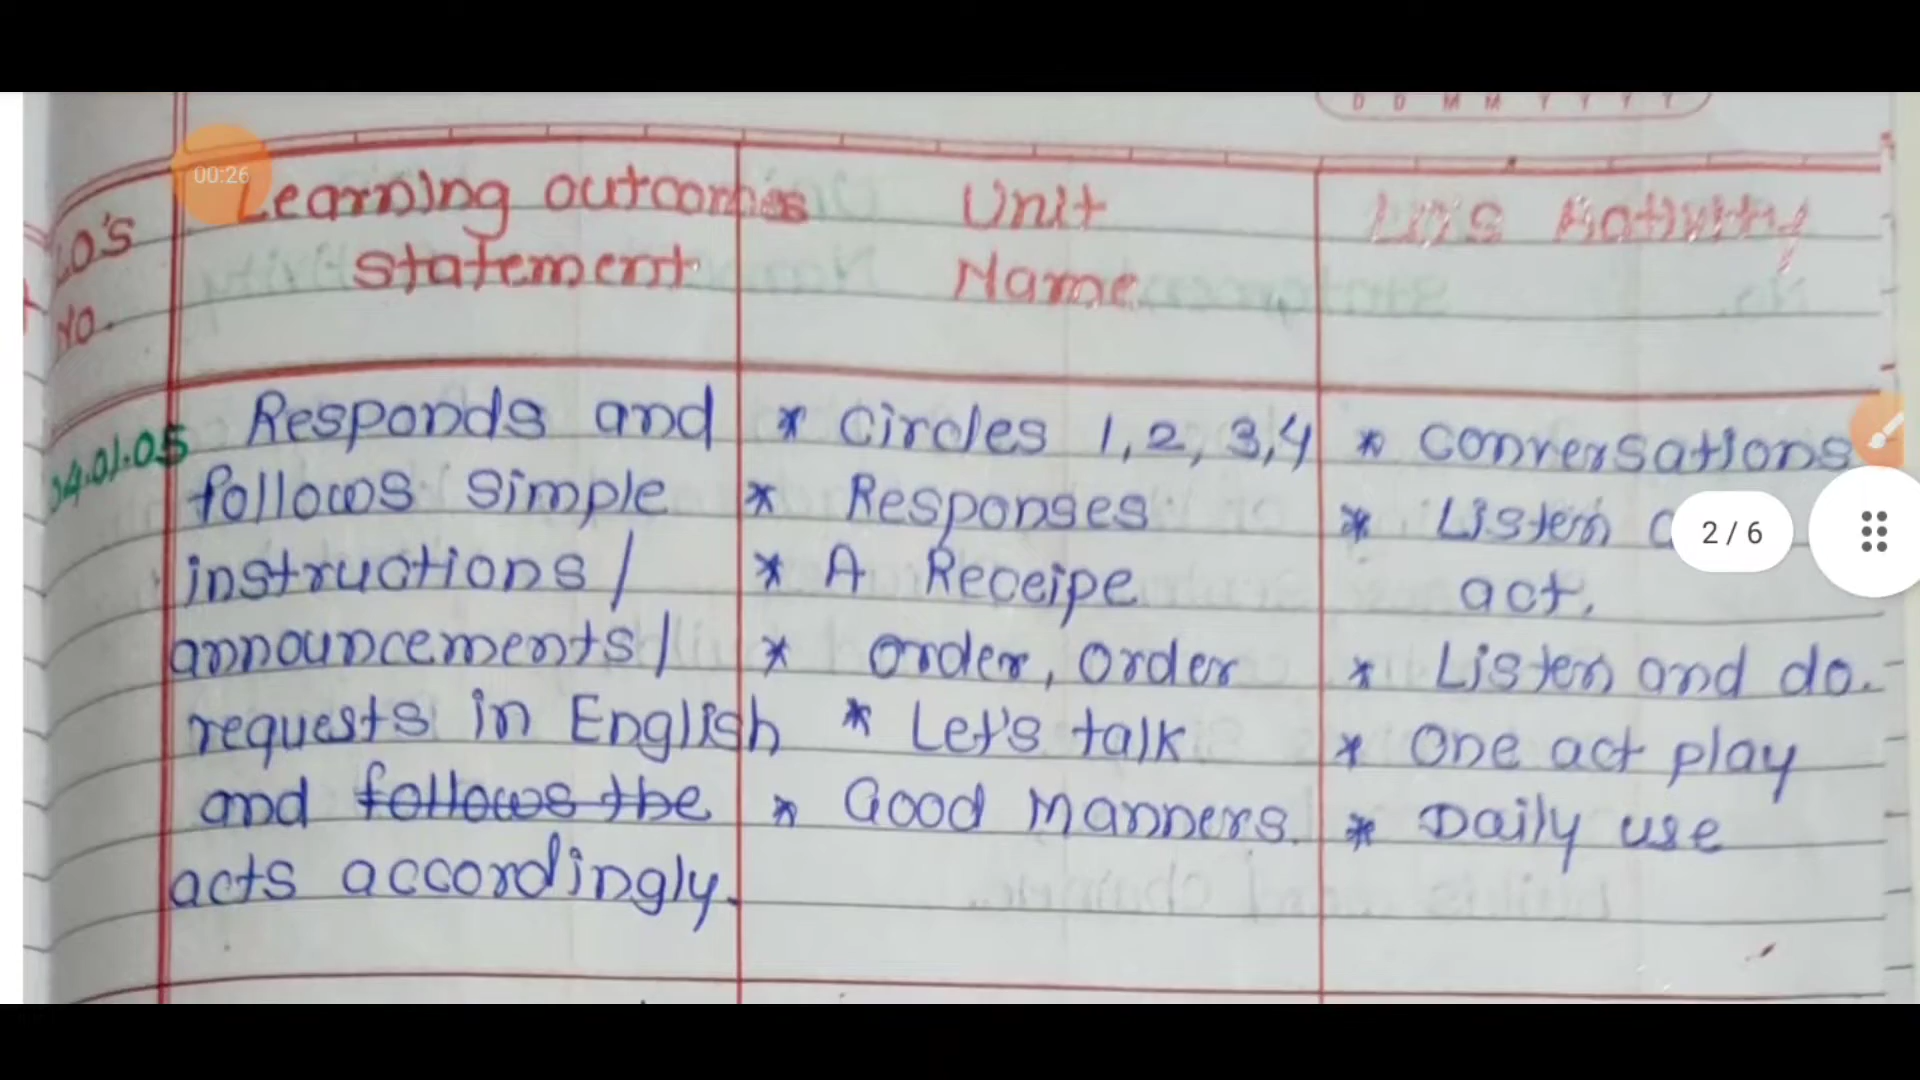 D D M M Y Y Y Y
00:26
Learning outcomes Unit LO'S Activity
LO'S statement Name
No.
04.01.05 Responds and * Circles 1, 2, 3, 4 * Conversations
follows simple * Responses * Listen
instructions / * A Receipe act.
announcements / * Order, Order * Listen and do.
requests in English * Let's talk * One act play
and follows the * Good Manners. * Daily use
acts accordingly.
2 / 6